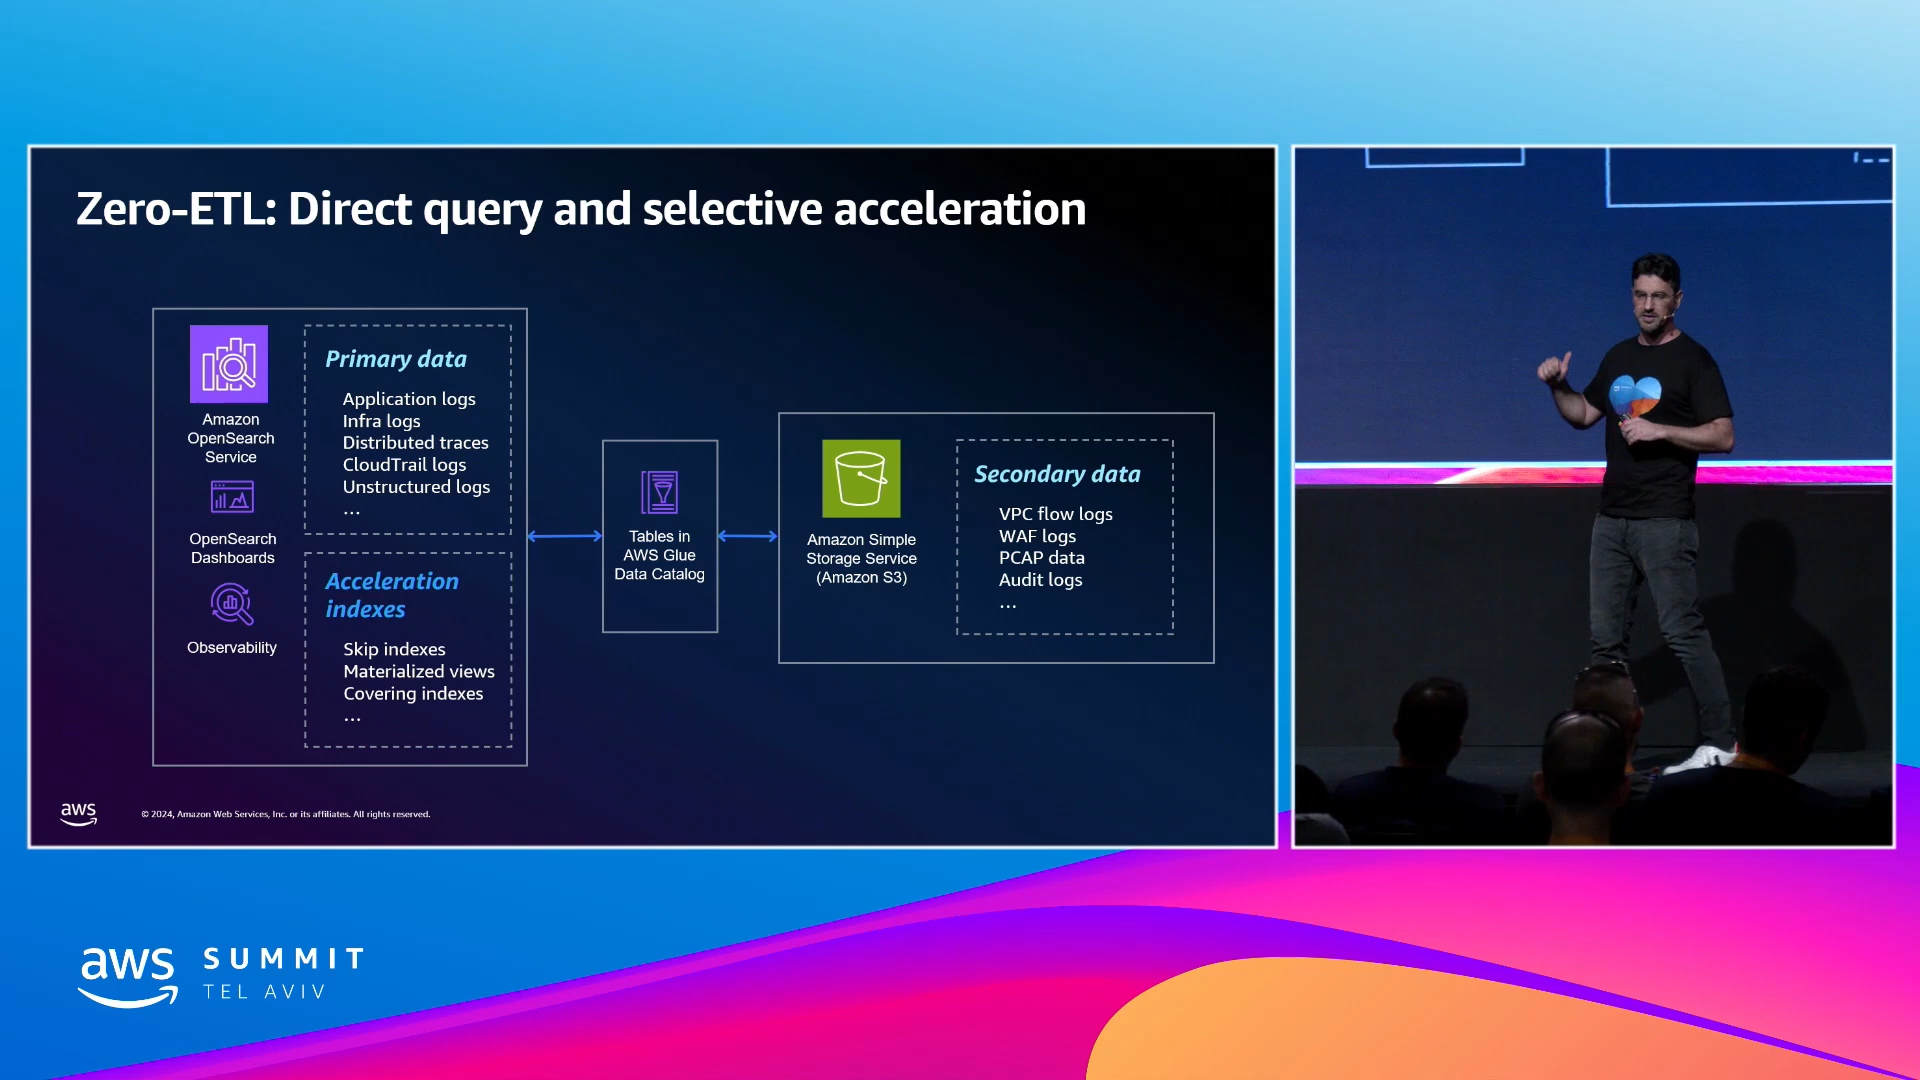 Zero-ETL: Direct query and selective acceleration
Amazon
OpenSearch
Service
OpenSearch
Dashboards
Observability
Primary data
Application logs
Infra logs
Distributed traces
CloudTrail logs
Unstructured logs
...
Acceleration
indexes
Skip indexes
Materialized views
Covering indexes
...
Tables in
AWS Glue
Data Catalog
Amazon Simple
Storage Service
(Amazon S3)
Secondary data
VPC flow logs
WAF logs
PCAP data
Audit logs
...
aws
© 2024, Amazon Web Services, Inc. or its affiliates. All rights reserved.
aws
SUMMIT
TEL AVIV